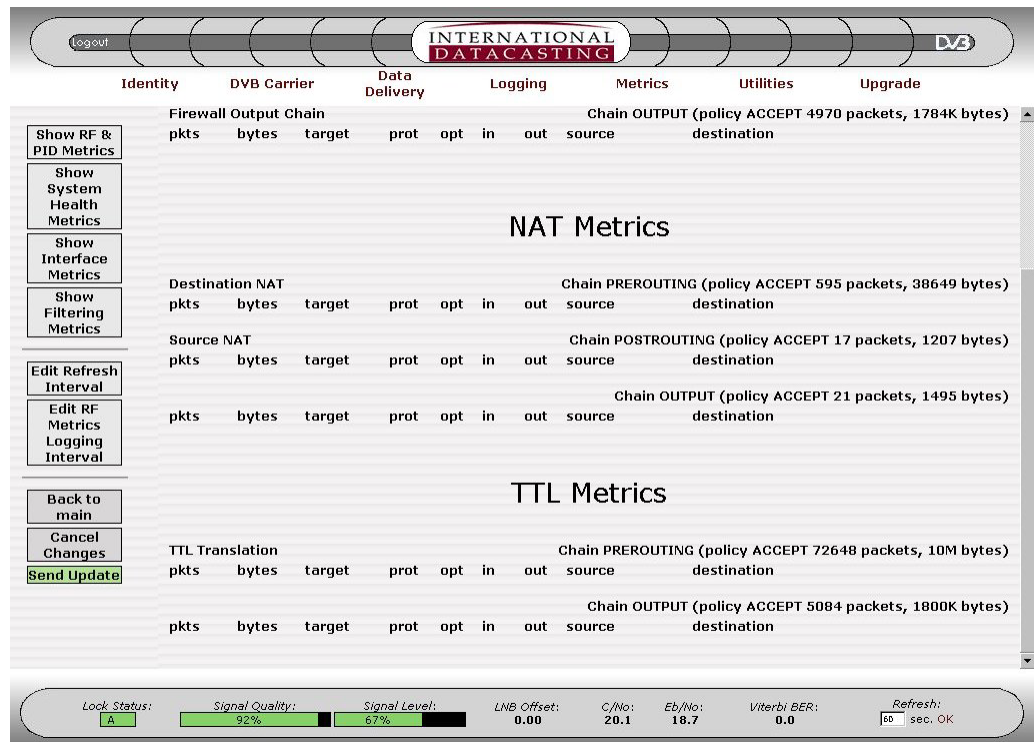 Logout
INTERNATIONAL
DATACASTING
DVB
Identity DVB Carrier Data Delivery Logging Metrics Utilities Upgrade
Show RF & PID Metrics
Show System Health Metrics
Show Interface Metrics
Show Filtering Metrics
Edit Refresh Interval
Edit RF Metrics Logging Interval
Back to main
Cancel Changes
Send Update
Firewall Output Chain Chain OUTPUT (policy ACCEPT 4970 packets, 1784K bytes)
pkts bytes target prot opt in out source destination
NAT Metrics
Destination NAT Chain PREROUTING (policy ACCEPT 595 packets, 38649 bytes)
pkts bytes target prot opt in out source destination
Source NAT Chain POSTROUTING (policy ACCEPT 17 packets, 1207 bytes)
pkts bytes target prot opt in out source destination
Chain OUTPUT (policy ACCEPT 21 packets, 1495 bytes)
pkts bytes target prot opt in out source destination
TTL Metrics
TTL Translation Chain PREROUTING (policy ACCEPT 72648 packets, 10M bytes)
pkts bytes target prot opt in out source destination
Chain OUTPUT (policy ACCEPT 5084 packets, 1800K bytes)
pkts bytes target prot opt in out source destination
Lock Status: Signal Quality: Signal Level: LNB Offset: C/No: Eb/No: Viterbi BER: Refresh:
A 92% 67% 0.00 20.1 18.7 0.0 60 sec. OK